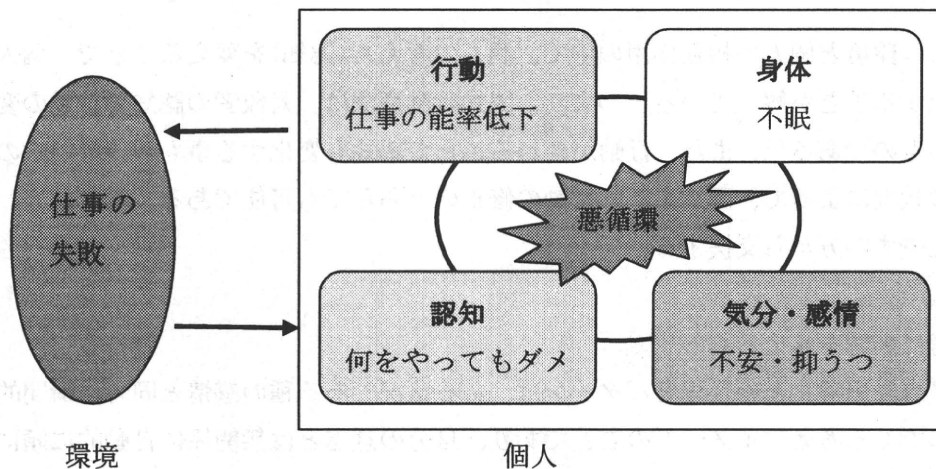 行動
仕事の能率低下
身体
不眠
仕事の
失敗
悪循環
認知
何をやってもダメ
気分・感情
不安・抑うつ
環境
個人